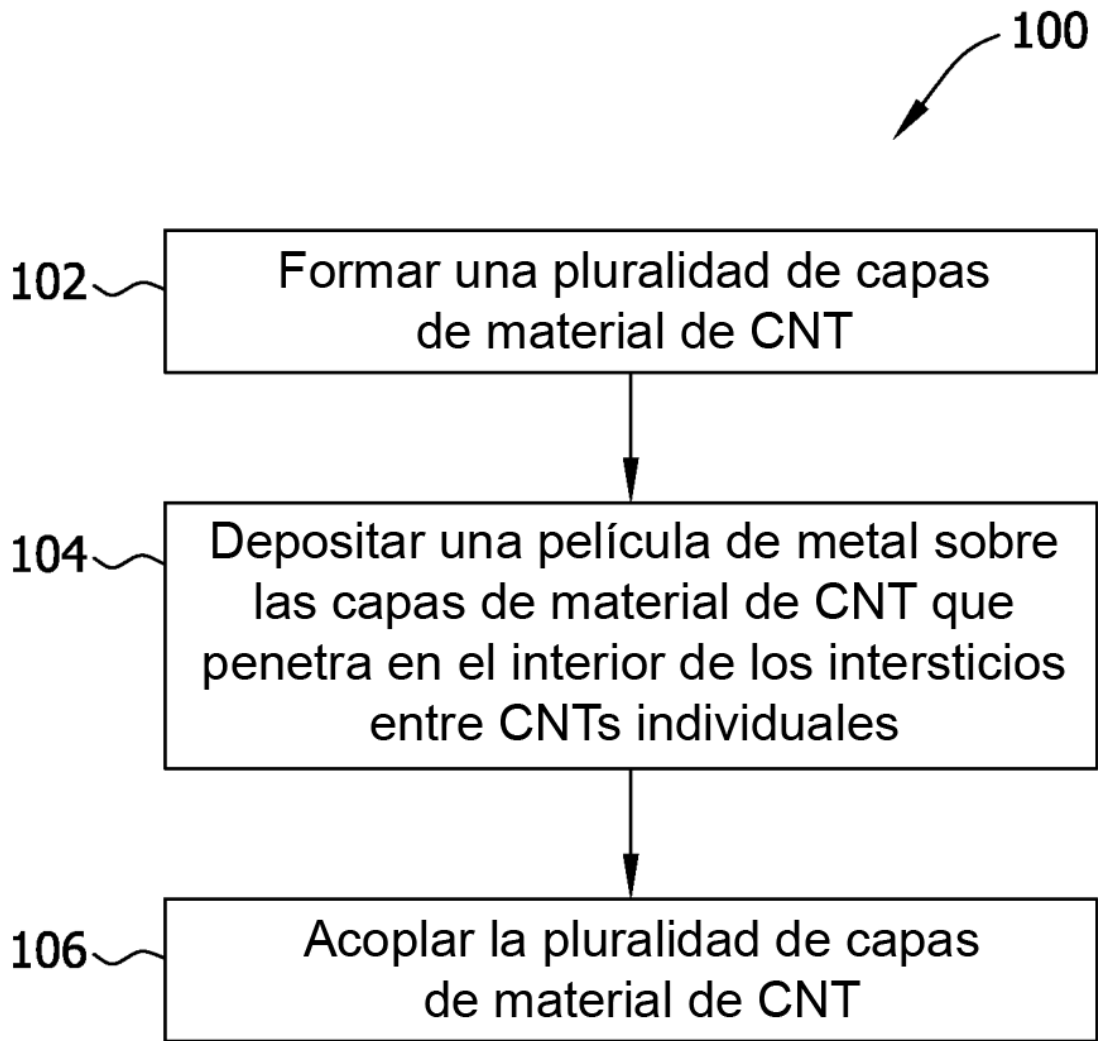 100
102
Formar una pluralidad de capas
de material de CNT
104
Depositar una película de metal sobre
las capas de material de CNT que
penetra en el interior de los intersticios
entre CNTs individuales
106
Acoplar la pluralidad de capas
de material de CNT